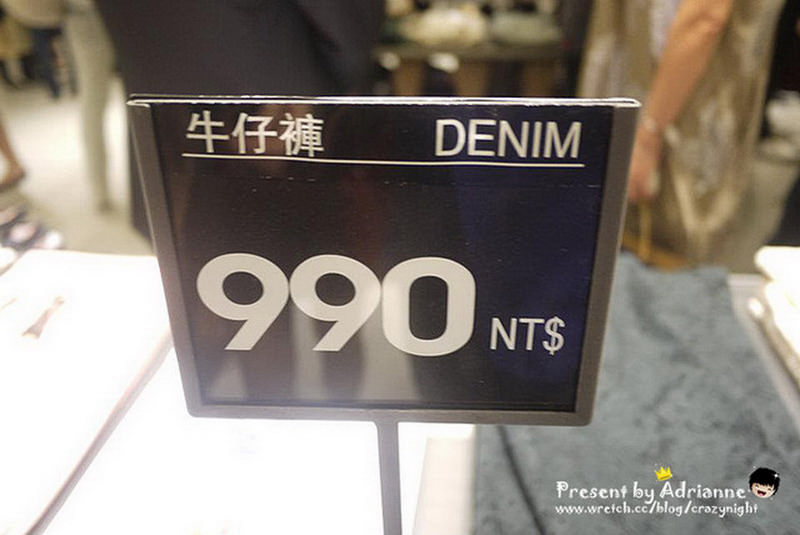 牛仔褲 DENIM
990 NT$
Present by Adrianne
www.wretch.cc/blog/crazynight